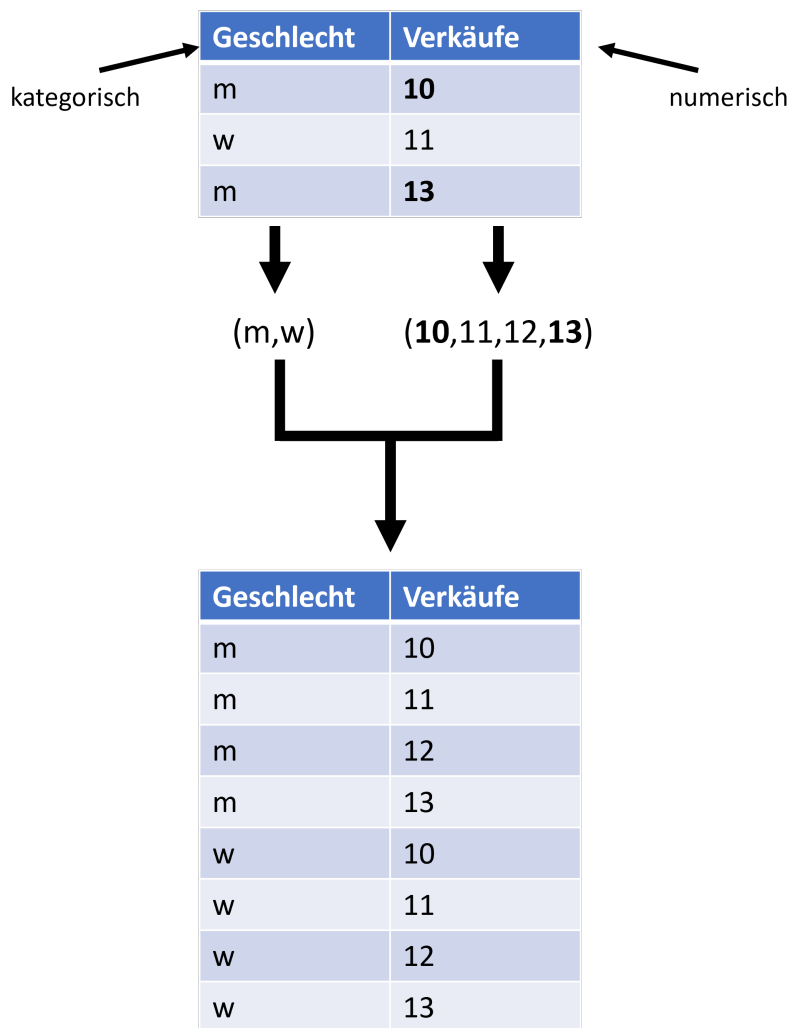 Geschlecht Verkäufe
kategorisch
numerisch
m 10
w 11
m 13
(m,w) (10,11,12,13)
Geschlecht Verkäufe
m 10
m 11
m 12
m 13
w 10
w 11
w 12
w 13